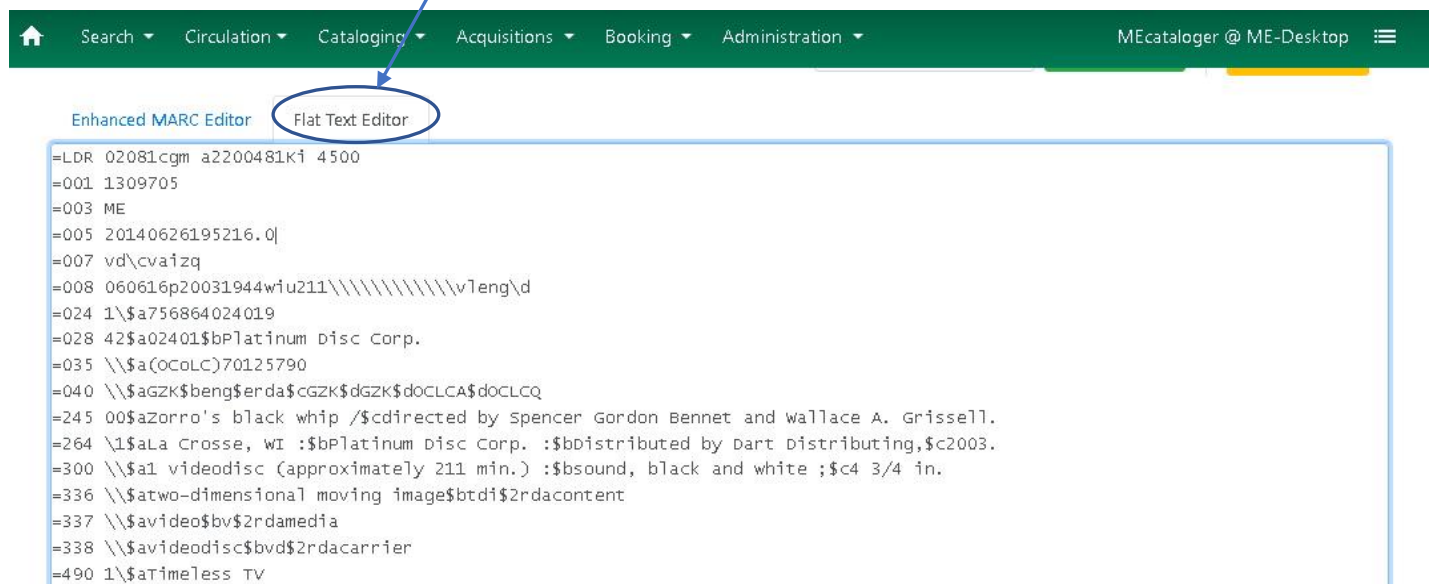 Search Circulation Cataloging Acquisitions Booking Administration MEcataloger @ ME-Desktop
Enhanced MARC Editor Flat Text Editor
=LDR 02081cgm a2200481Ki 4500
=001 1309705
=003 ME
=005 20140626195216.0
=007 vd\cvaizq
=008 060616p20031944wiu211\\\\\\\\\\\\vleng\d
=024 1\$a756864024019
=028 42$a02401$bPlatinum Disc Corp.
=035 \\$a(OCoLC)70125790
=040 \\$aGZK$beng$erda$cGZK$dGZK$dOCLCA$dOCLCQ
=245 00$aZorro's black whip /$cdirected by Spencer Gordon Bennet and Wallace A. Grissell.
=264 \1$aLa Crosse, WI :$bPlatinum Disc Corp. :$bDistributed by Dart Distributing,$c2003.
=300 \\$a1 videodisc (approximately 211 min.) :$bsound, black and white ;$c4 3/4 in.
=336 \\$atwo-dimensional moving image$btdi$2rdacontent
=337 \\$avideo$bv$2rdamedia
=338 \\$avideodisc$bvd$2rdacarrier
=490 1\$aTimeless TV